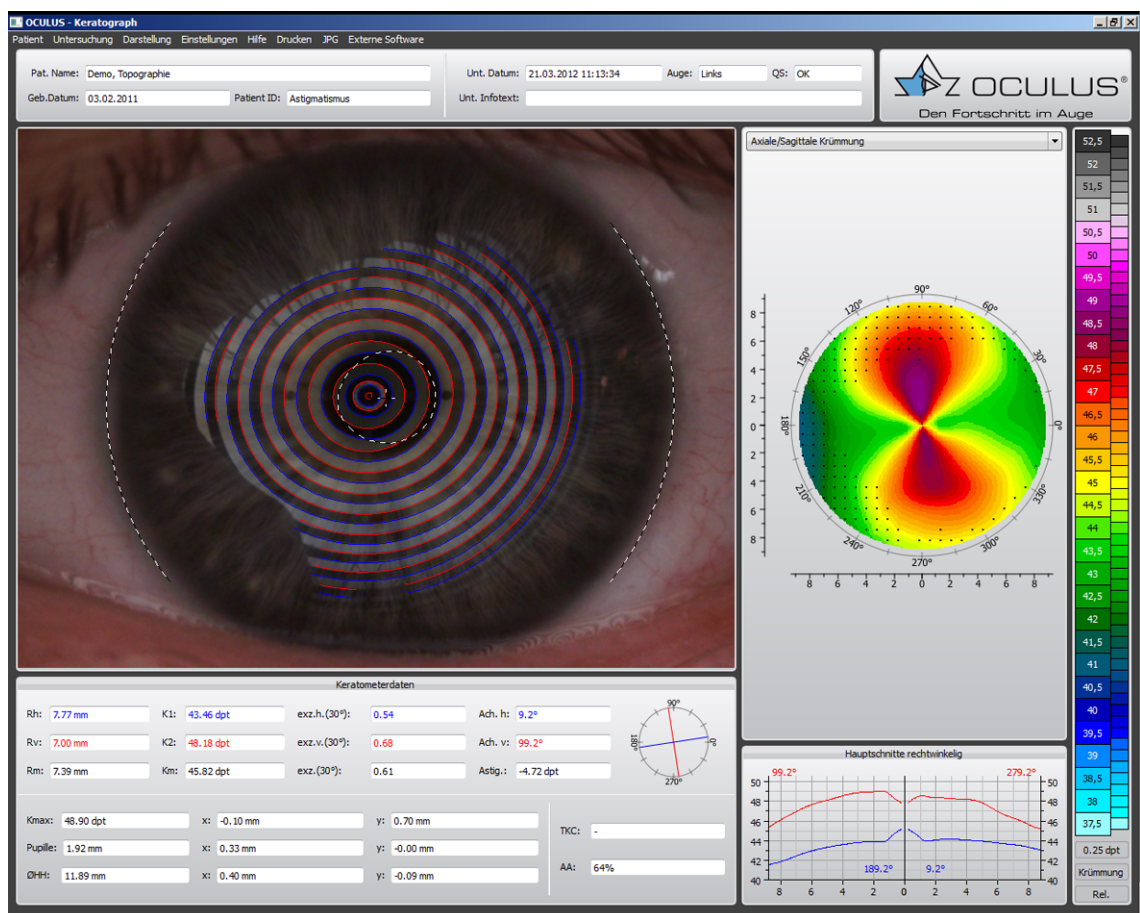 OCULUS - Keratograph
Patient Untersuchung Darstellung Einstellungen Hilfe Drucken JPG Externe Software
Pat. Name: Demo, Topographie Unt. Datum: 21.03.2012 11:13:34 Auge: Links QS: OK
Geb.Datum: 03.02.2011 Patient ID: Astigmatismus Unt. Infotext:
OCULUS®
Den Fortschritt im Auge
Axiale/Sagittale Krümmung
90°
120° 60°
150° 30°
180° 0°
210° 330°
240° 300°
270°
8
6
4
2
0
2
4
6
8
8 6 4 2 0 2 4 6 8
52,5
52
51,5
51
50,5
50
49,5
49
48,5
48
47,5
47
46,5
46
45,5
45
44,5
44
43,5
43
42,5
42
41,5
41
40,5
40
39,5
39
38,5
38
37,5
0.25 dpt
Krümmung
Rel.
Keratometerdaten
Rh: 7.77 mm K1: 43.46 dpt exz.h.(30°): 0.54 Ach. h: 9.2°
Rv: 7.00 mm K2: 48.18 dpt exz.v.(30°): 0.68 Ach. v: 99.2°
Rm: 7.39 mm Km: 45.82 dpt exz.(30°): 0.61 Astig.: -4.72 dpt
90°
180° 0°
270°
Kmax: 48.90 dpt x: -0.10 mm y: 0.70 mm
Pupille: 1.92 mm x: 0.33 mm y: -0.00 mm
ØHH: 11.89 mm x: 0.40 mm y: -0.09 mm
TKC: -
AA: 64%
Hauptschnitte rechtwinkelig
99.2° 279.2°
50 50
48 48
46 46
44 44
42 42
40 40
189.2° 9.2°
8 6 4 2 0 2 4 6 8